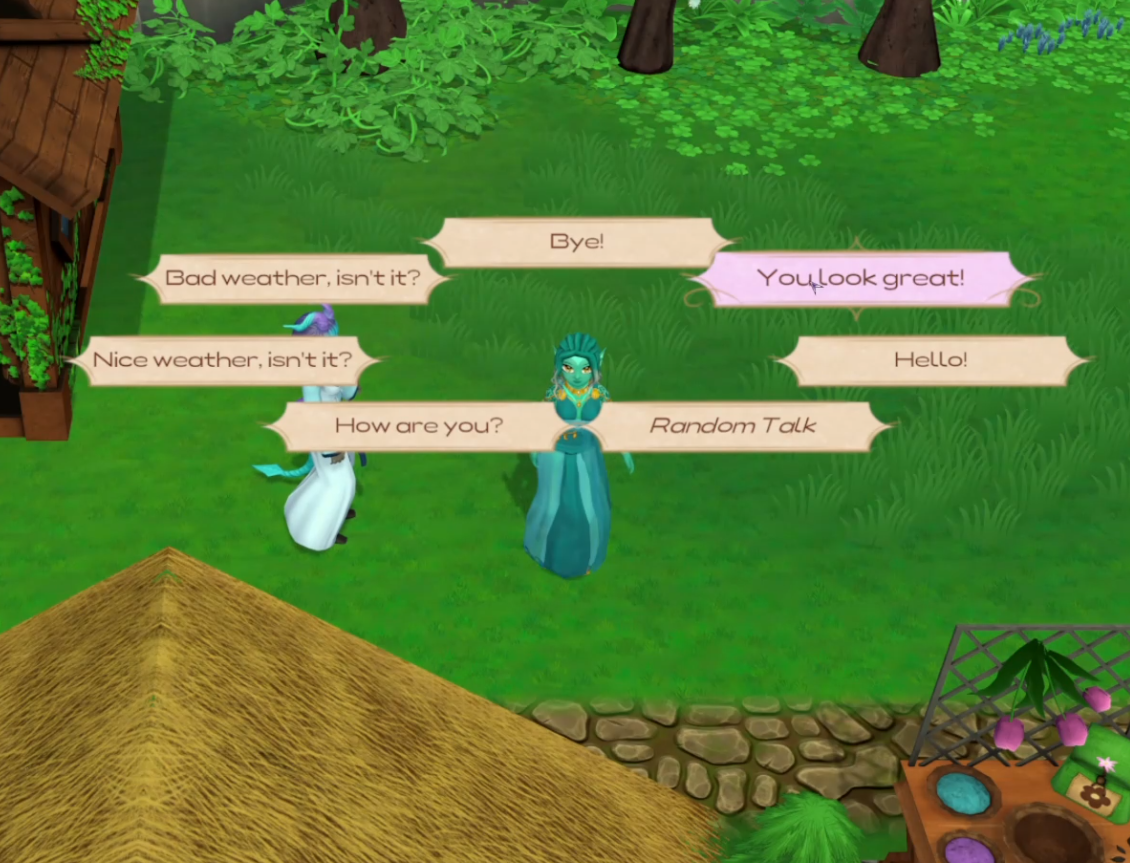 Bye!
Bad weather, isn't it?
You look great!
Nice weather, isn't it?
Hello!
How are you?
Random Talk